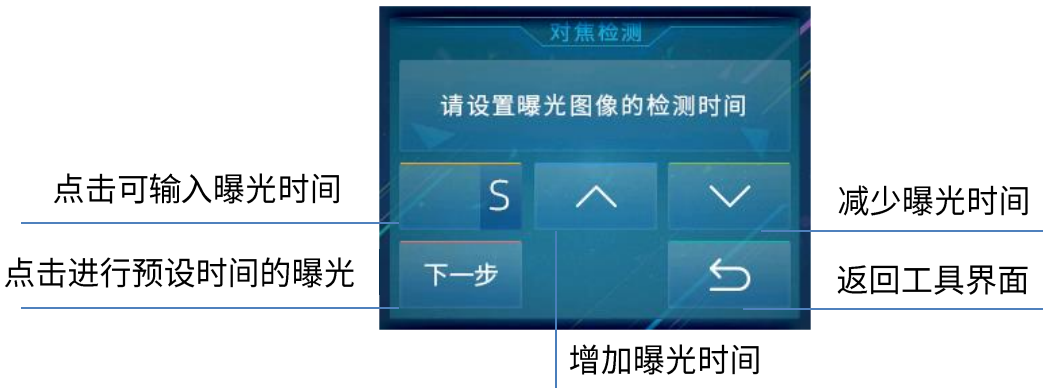 对焦检测
请设置曝光图像的检测时间
点击可输入曝光时间
S
减少曝光时间
点击进行预设时间的曝光
下一步
返回工具界面
增加曝光时间